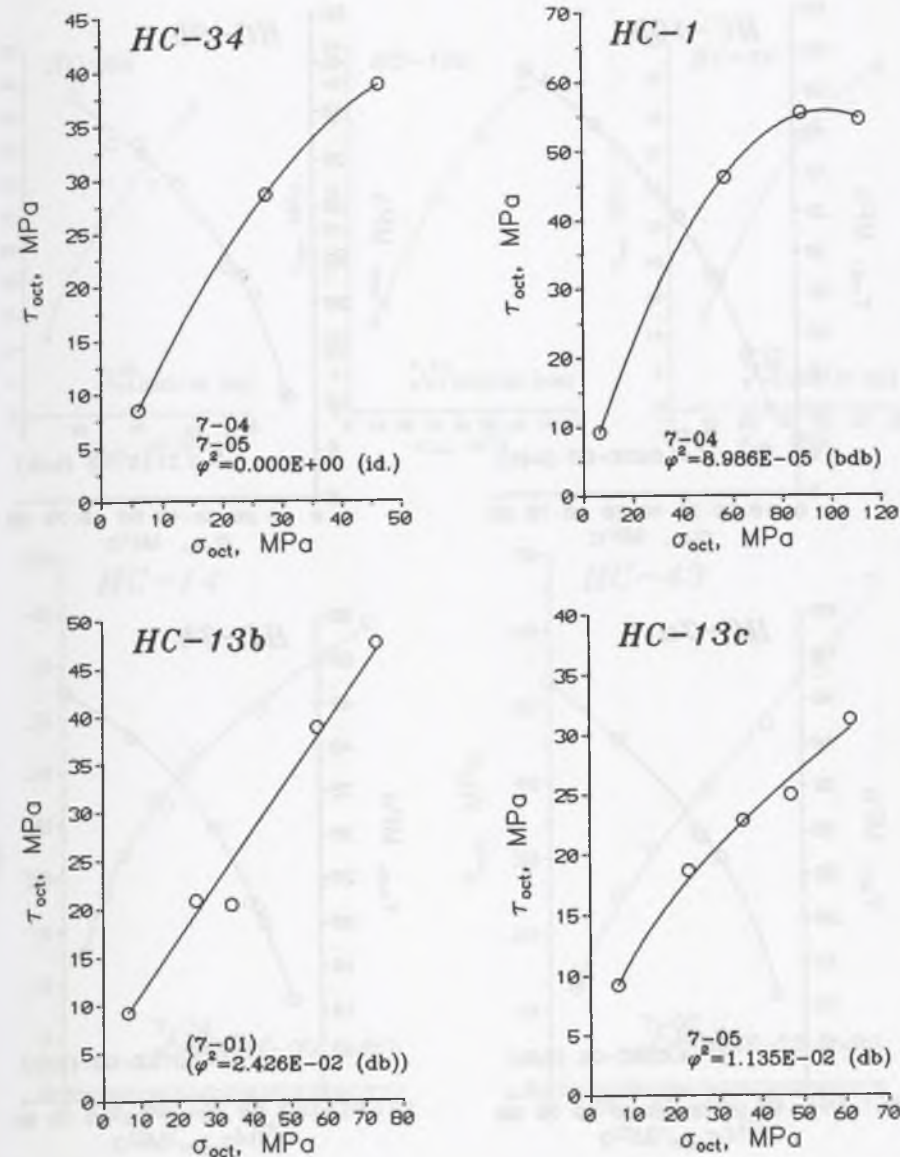 HC-34
45
40
35
30
25
20
15
10
5
0
τoct, MPa
7-04
7-05
φ²=0.000E+00 (id.)
0 10 20 30 40 50
σoct, MPa
HC-1
70
60
50
40
30
20
10
0
τoct, MPa
7-04
φ²=8.986E-05 (bdb)
0 20 40 60 80 100 120
σoct, MPa
HC-13b
50
45
40
35
30
25
20
15
10
5
0
τoct, MPa
(7-01)
(φ²=2.426E-02 (db))
0 10 20 30 40 50 60 70 80
σoct, MPa
HC-13c
40
35
30
25
20
15
10
5
0
τoct, MPa
7-05
φ²=1.135E-02 (db)
0 10 20 30 40 50 60 70
σoct, MPa